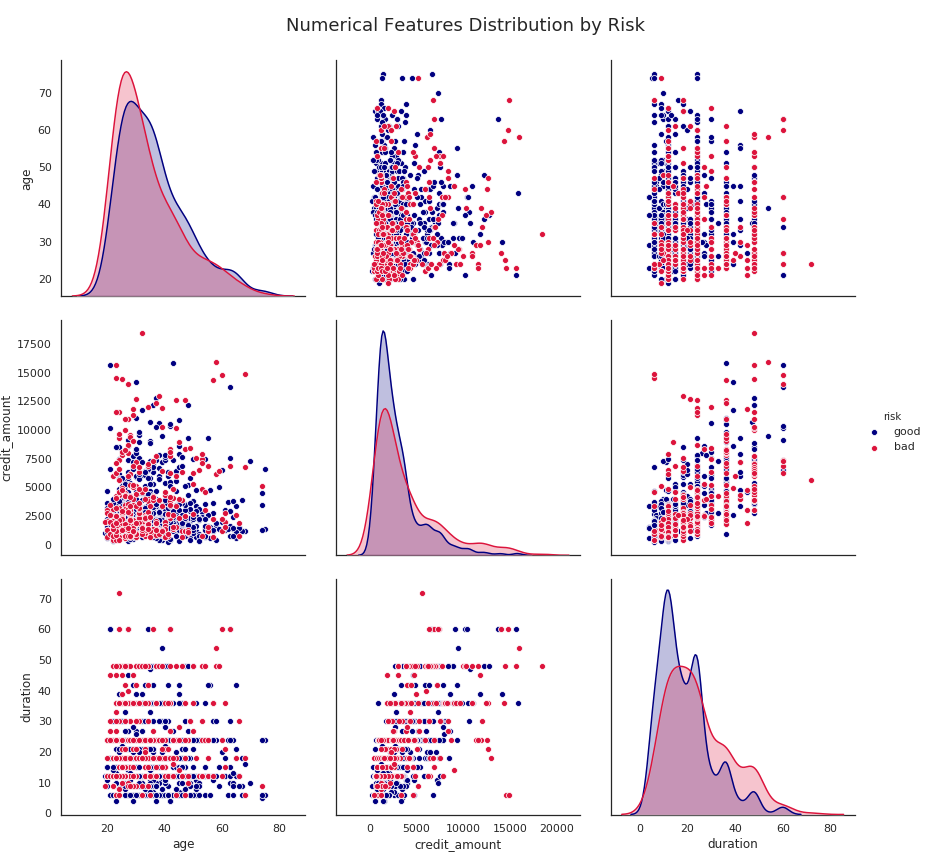 Numerical Features Distribution by Risk
70
60
50
40
30
20
age
17500
15000
12500
10000
7500
5000
2500
0
credit_amount
risk
good
bad
70
60
50
40
30
20
10
0
duration
20 40 60 80
0 5000 10000 15000 20000
0 20 40 60 80
age
credit_amount
duration